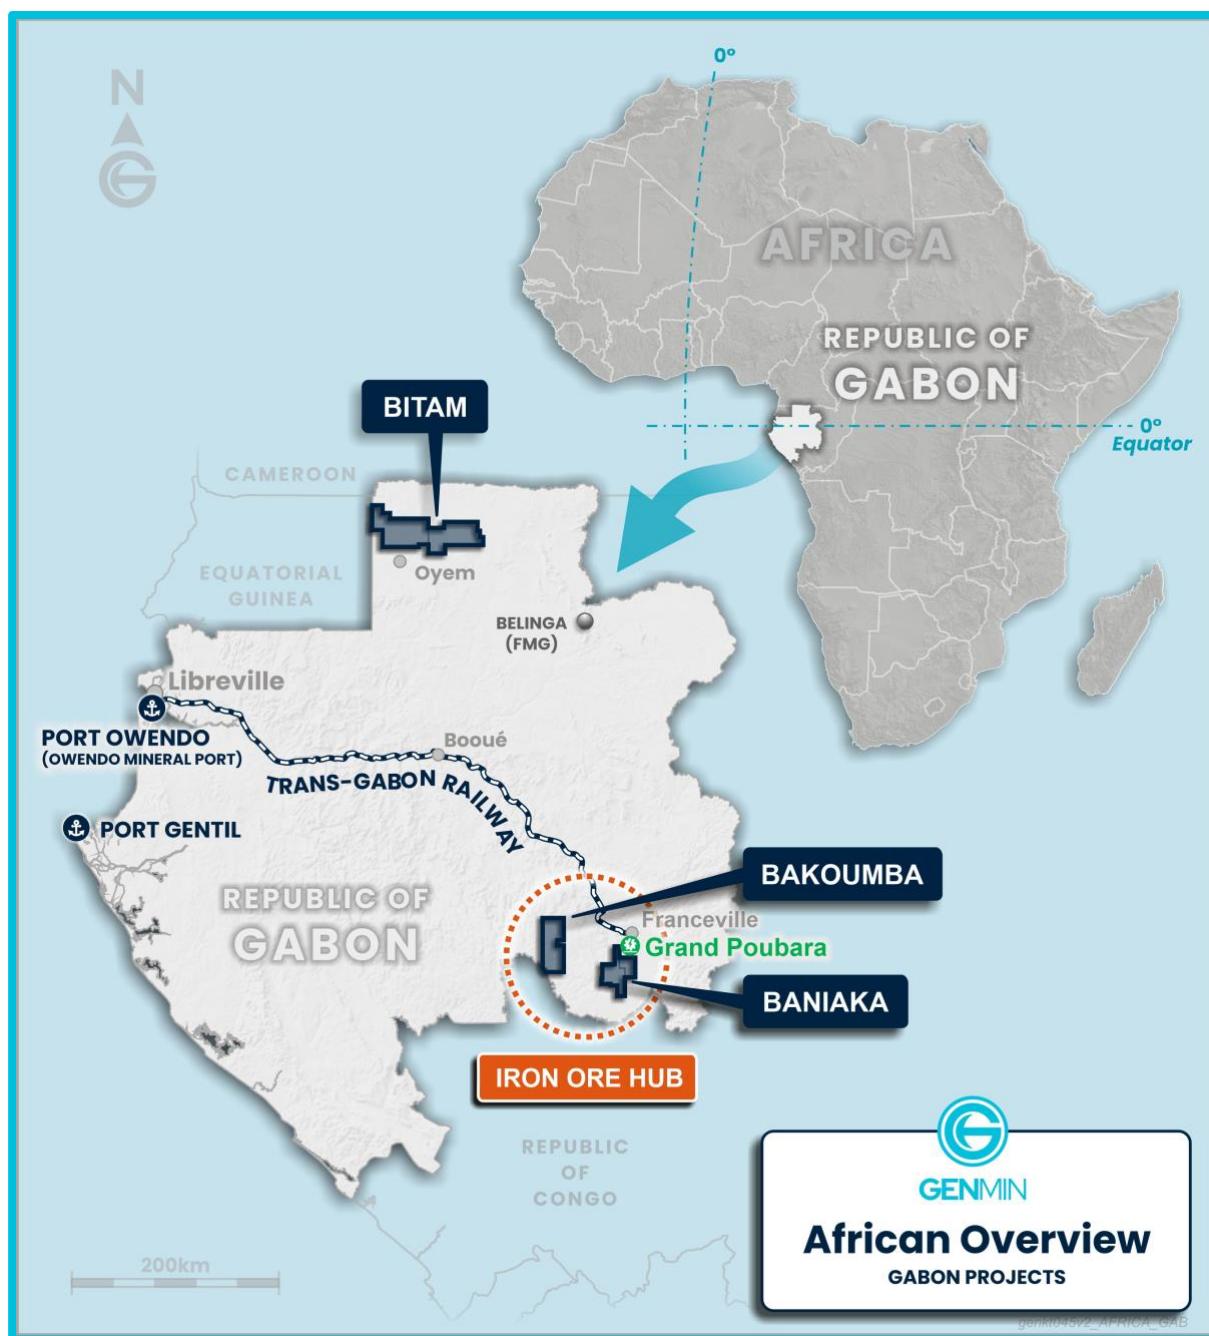 N
0°
AFRICA
REPUBLIC OF
GABON
0°
Equator
BITAM
CAMEROON
EQUATORIAL
GUINEA
Oyem
BELINGA
(FMG)
Libreville
PORT OWENDO
(OWENDO MINERAL PORT)
Booué
TRANS-GABON RAILWAY
PORT GENTIL
REPUBLIC OF
GABON
BAKOUMBA
Franceville
Grand Poubara
BANIAKA
IRON ORE HUB
REPUBLIC
OF
CONGO
200km
GENMIN
African Overview
GABON PROJECTS
genkt045v2_AFRICA_GAB